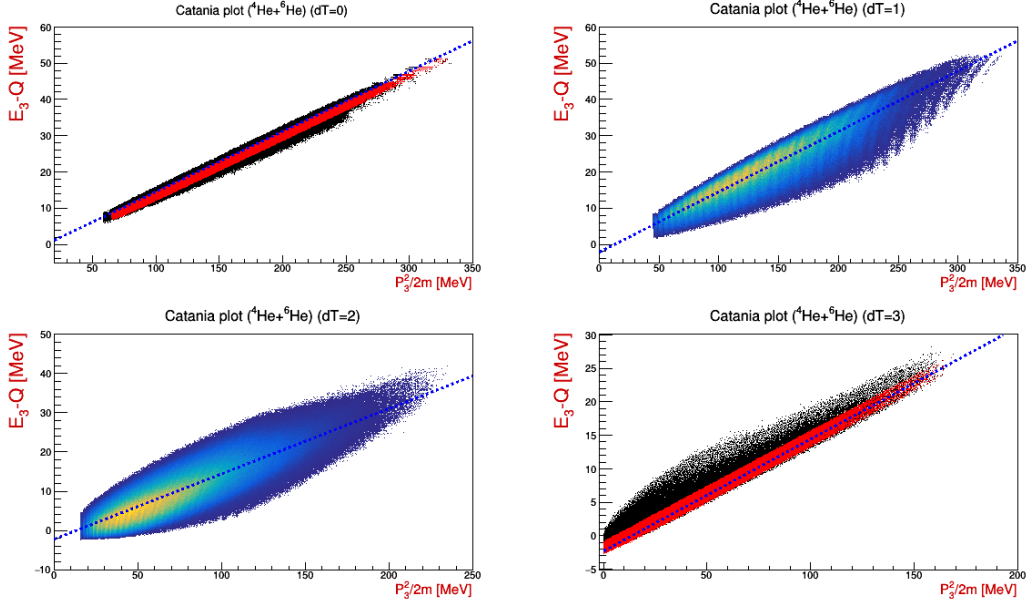 Catania plot (⁴He+⁶He) (dT=0)
E₃-Q [MeV]
60
50
40
30
20
10
0
50 100 150 200 250 300 350
P₃²/2m [MeV]
Catania plot (⁴He+⁶He) (dT=1)
E₃-Q [MeV]
60
50
40
30
20
10
0
0 50 100 150 200 250 300 350
P₃²/2m [MeV]
Catania plot (⁴He+⁶He) (dT=2)
E₃-Q [MeV]
50
40
30
20
10
0
−10
0 50 100 150 200 250
P₃²/2m [MeV]
Catania plot (⁴He+⁶He) (dT=3)
E₃-Q [MeV]
30
25
20
15
10
5
0
−5
0 50 100 150 200
P₃²/2m [MeV]